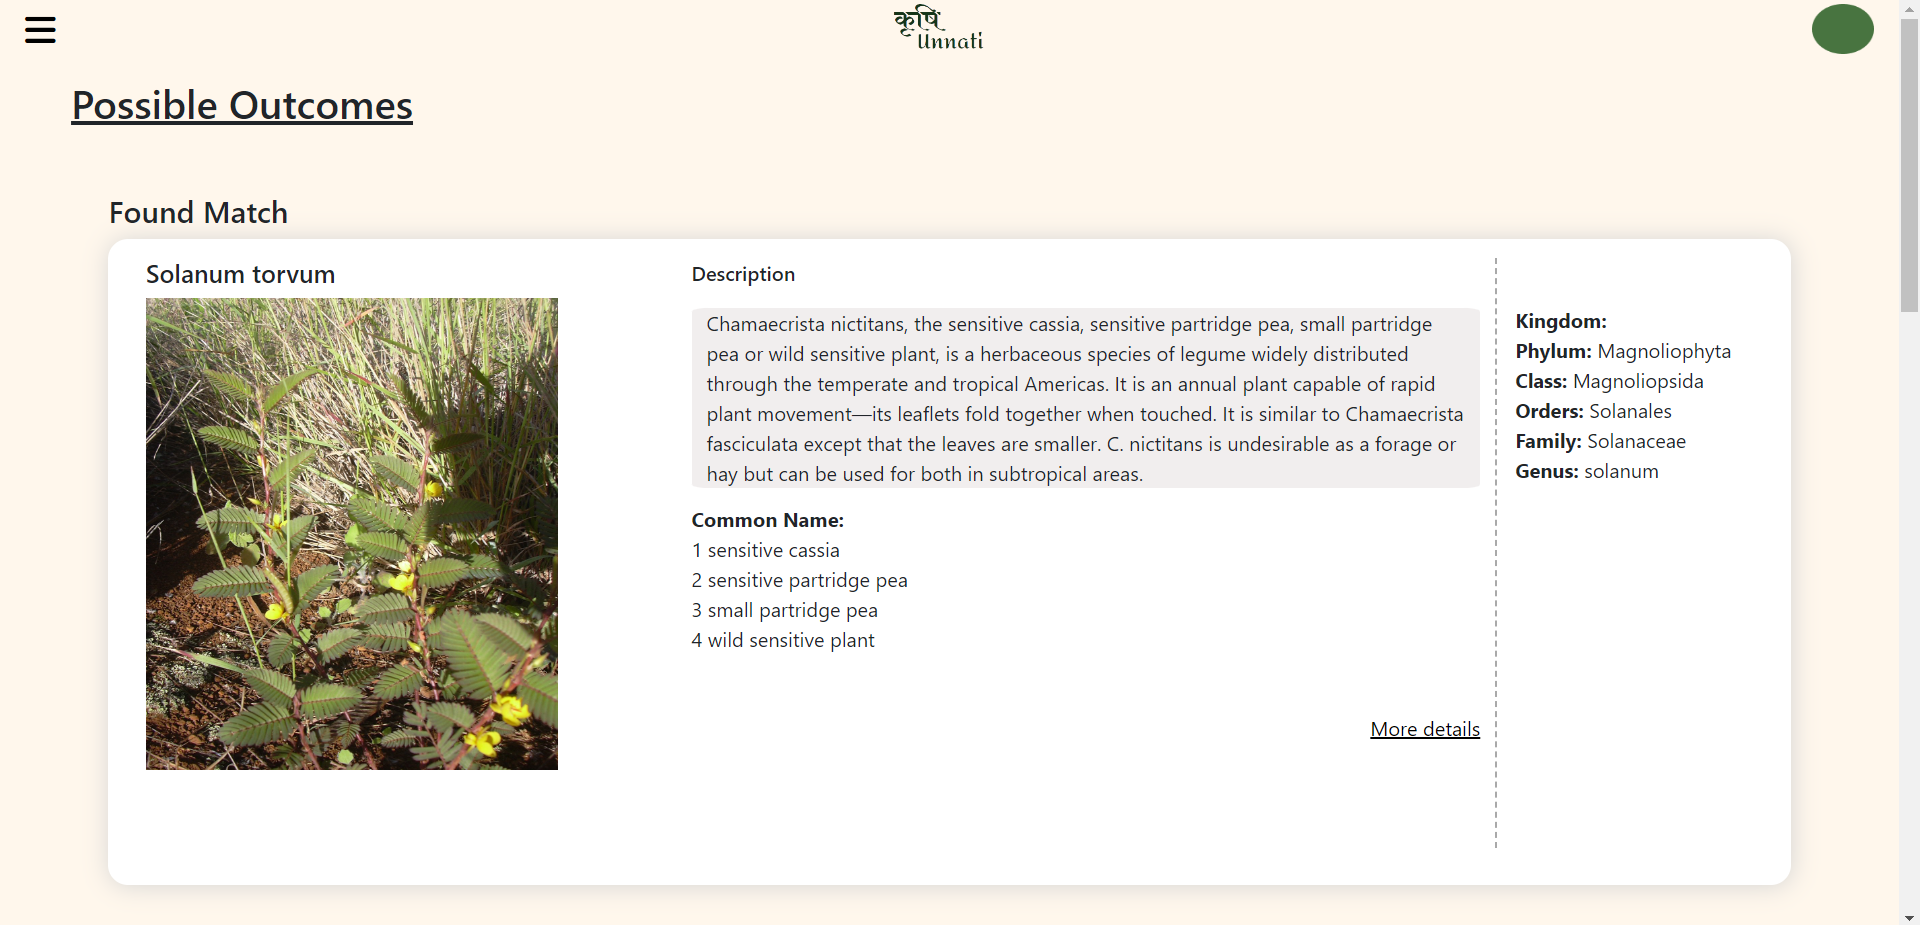 कृषि
Unnati
Possible Outcomes
Found Match
Solanum torvum
Description
Chamaecrista nictitans, the sensitive cassia, sensitive partridge pea, small partridge
pea or wild sensitive plant, is a herbaceous species of legume widely distributed
through the temperate and tropical Americas. It is an annual plant capable of rapid
plant movement—its leaflets fold together when touched. It is similar to Chamaecrista
fasciculata except that the leaves are smaller. C. nictitans is undesirable as a forage or
hay but can be used for both in subtropical areas.
Common Name:
1 sensitive cassia
2 sensitive partridge pea
3 small partridge pea
4 wild sensitive plant
More details
Kingdom:
Phylum: Magnoliophyta
Class: Magnoliopsida
Orders: Solanales
Family: Solanaceae
Genus: solanum